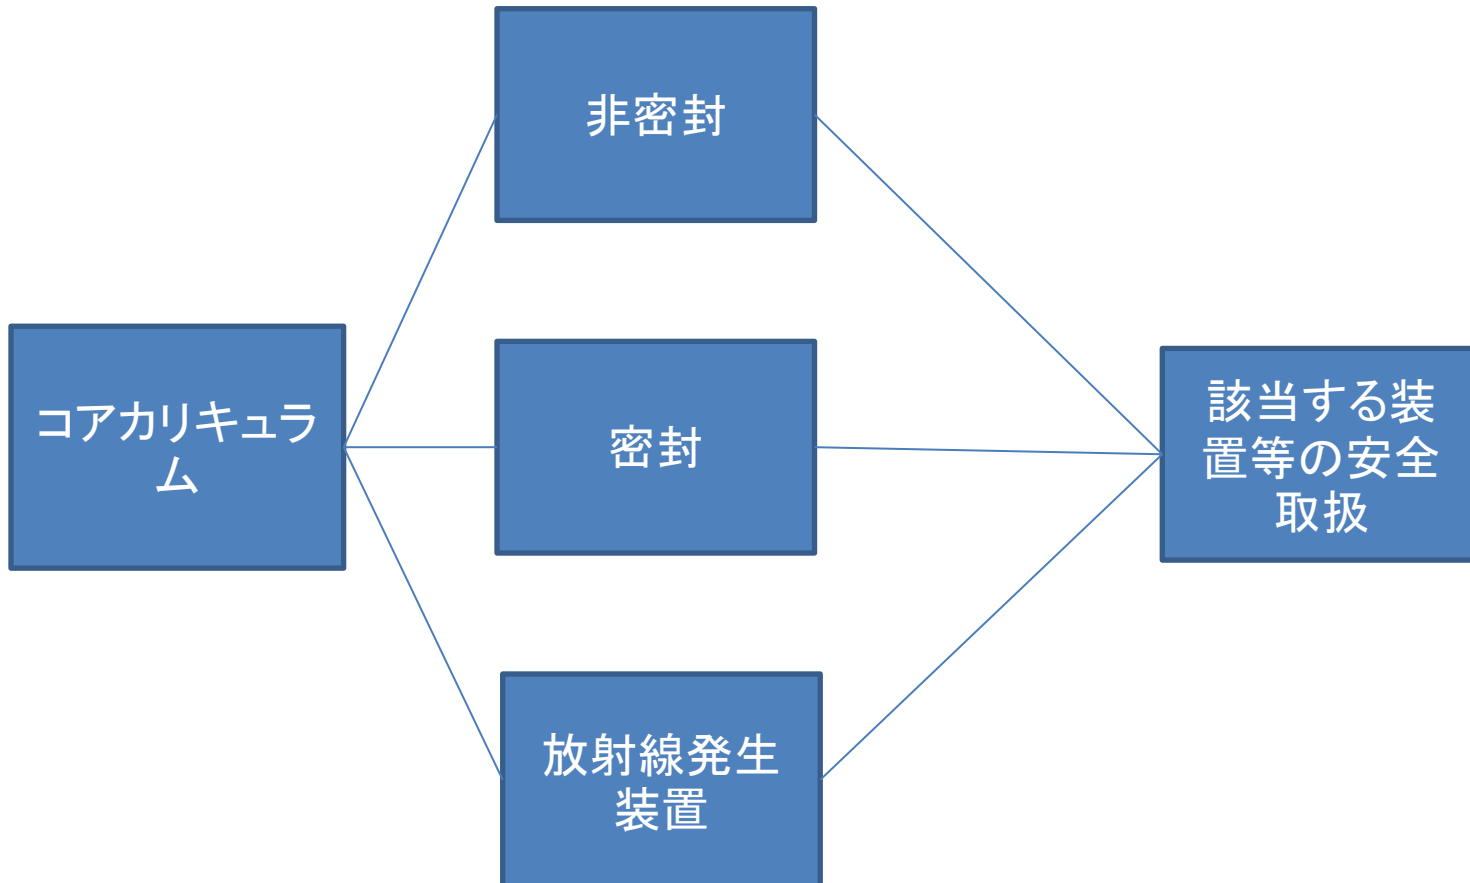 非密封
コアカリキュラ
ム
密封
該当する装
置等の安全
取扱
放射線発生
装置